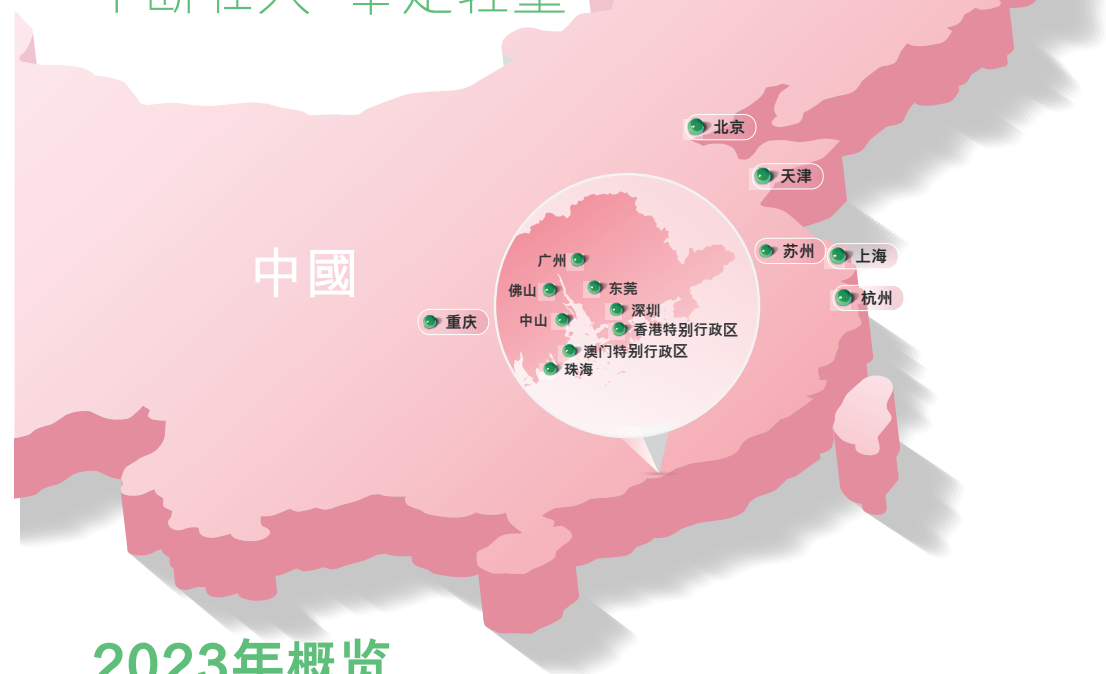 北京
天津
苏州
上海
中國
广州
佛山
东莞
杭州
深圳
中山
重庆
香港特别行政区
澳门特别行政区
珠海
2023年概览